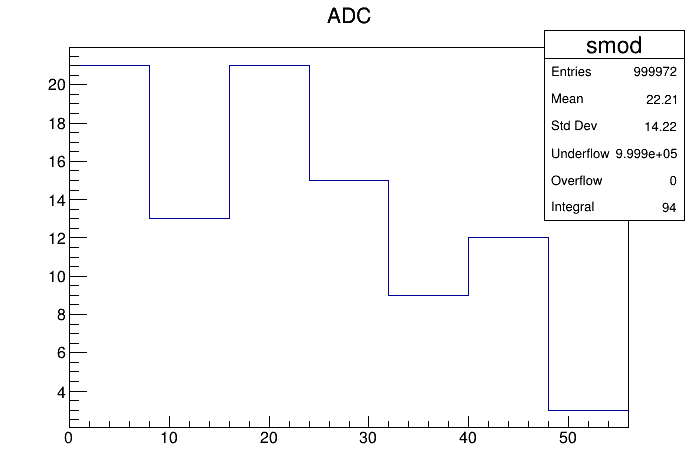 ADC
smod
Entries 999972
Mean 22.21
Std Dev 14.22
Underflow 9.999e+05
Overflow 0
Integral 94
20
18
16
14
12
10
8
6
4
0 10 20 30 40 50